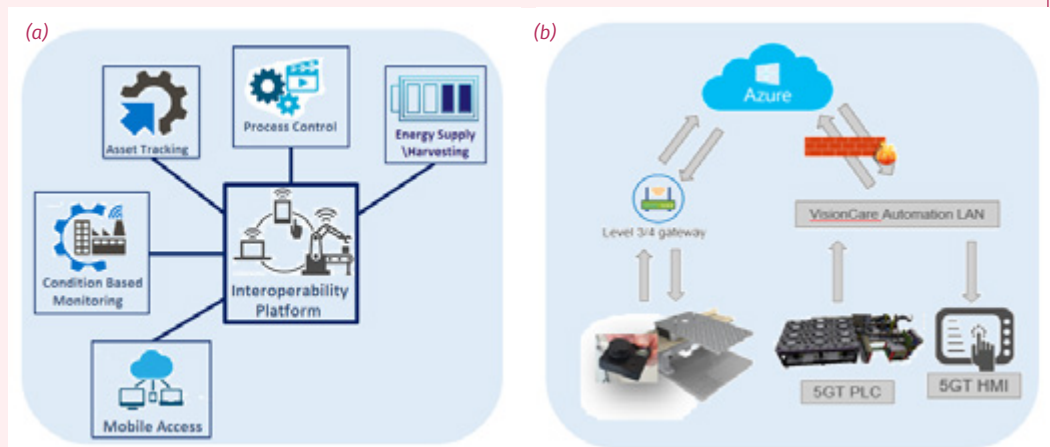 (a)
Asset Tracking
Process Control
Energy Supply
\Harvesting
Condition Based
Monitoring
Interoperability
Platform
Mobile Access
(b)
Azure
Level 3/4 gateway
VisionCare Automation LAN
5GT PLC
5GT HMI